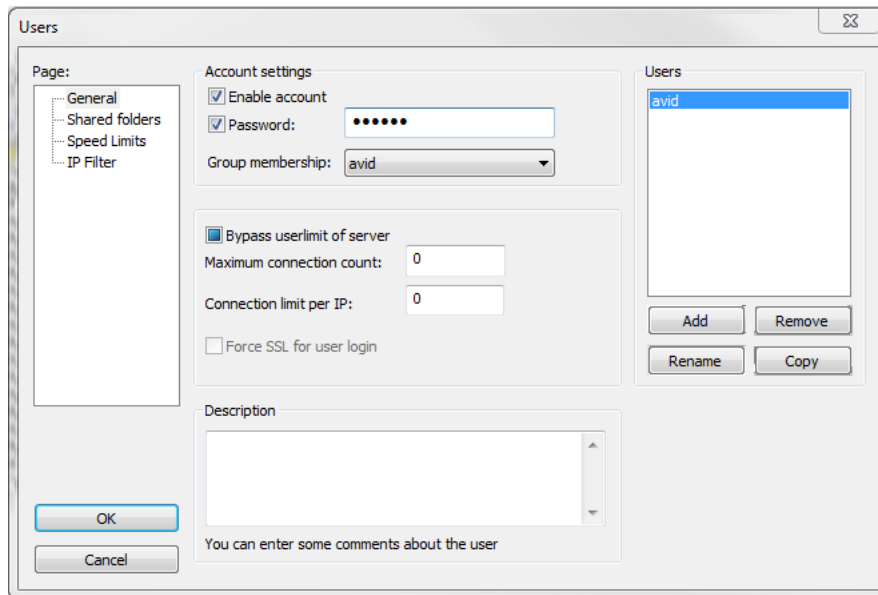 Users
Page:
General
Shared folders
Speed Limits
IP Filter
OK
Cancel
Account settings
Enable account
Password: ••••••
Group membership: avid
Bypass userlimit of server
Maximum connection count: 0
Connection limit per IP: 0
Force SSL for user login
Description
You can enter some comments about the user
Users
avid
Add Remove
Rename Copy